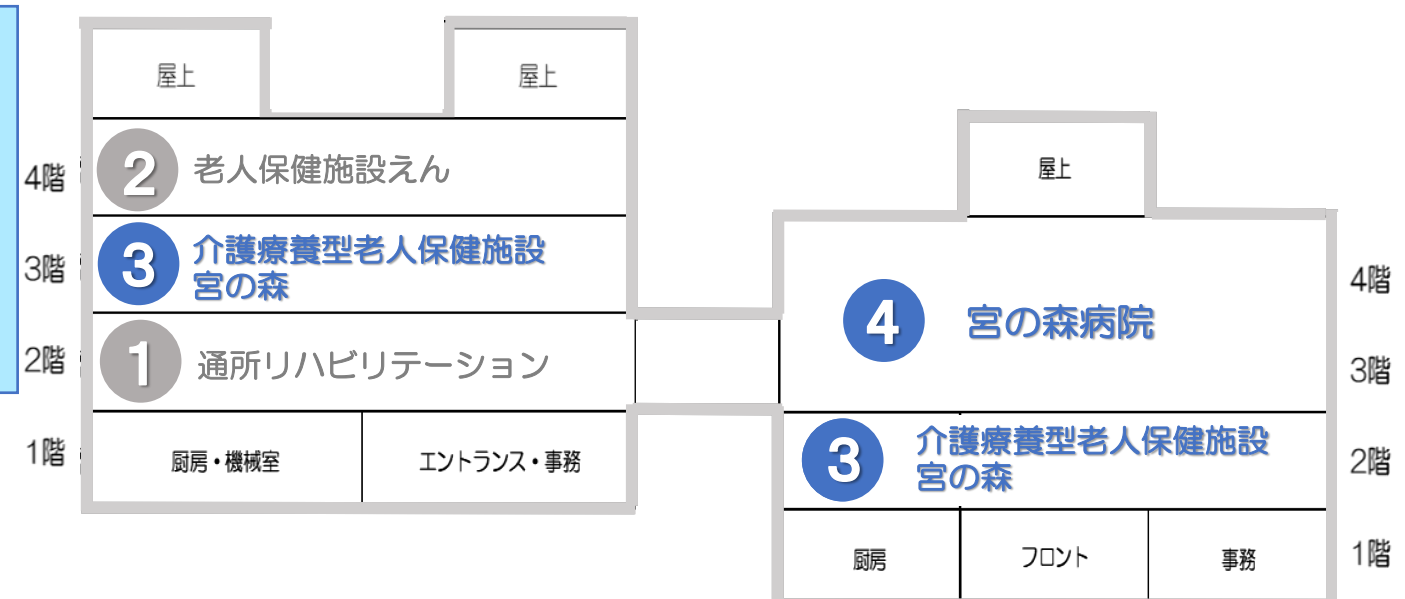 屋上
屋上
4階
2 老人保健施設えん
3階
3 介護療養型老人保健施設
宮の森
2階
1 通所リハビリテーション
1階
厨房・機械室
エントランス・事務
屋上
4 宮の森病院
4階
3階
3 介護療養型老人保健施設
宮の森
2階
厨房
フロント
事務
1階